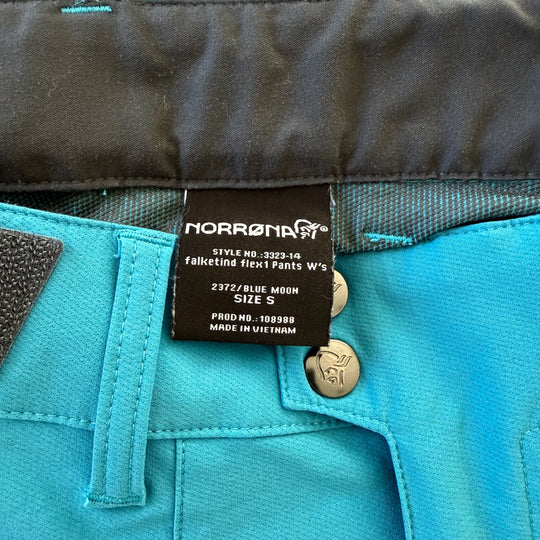 NORRØNA
STYLE NO.:3323-14
falketind flex1 Pants W's
2372/BLUE MOON
SIZE S
PROD NO.: 108988
MADE IN VIETNAM